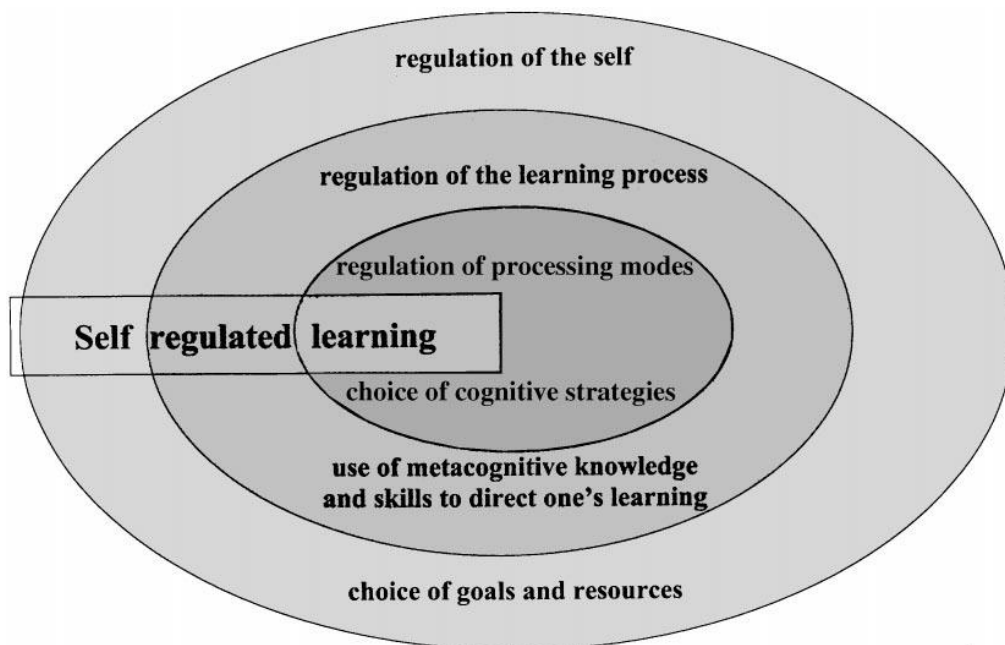 regulation of the self
regulation of the learning process
regulation of processing modes
Self regulated learning
choice of cognitive strategies
use of metacognitive knowledge
and skills to direct one's learning
choice of goals and resources